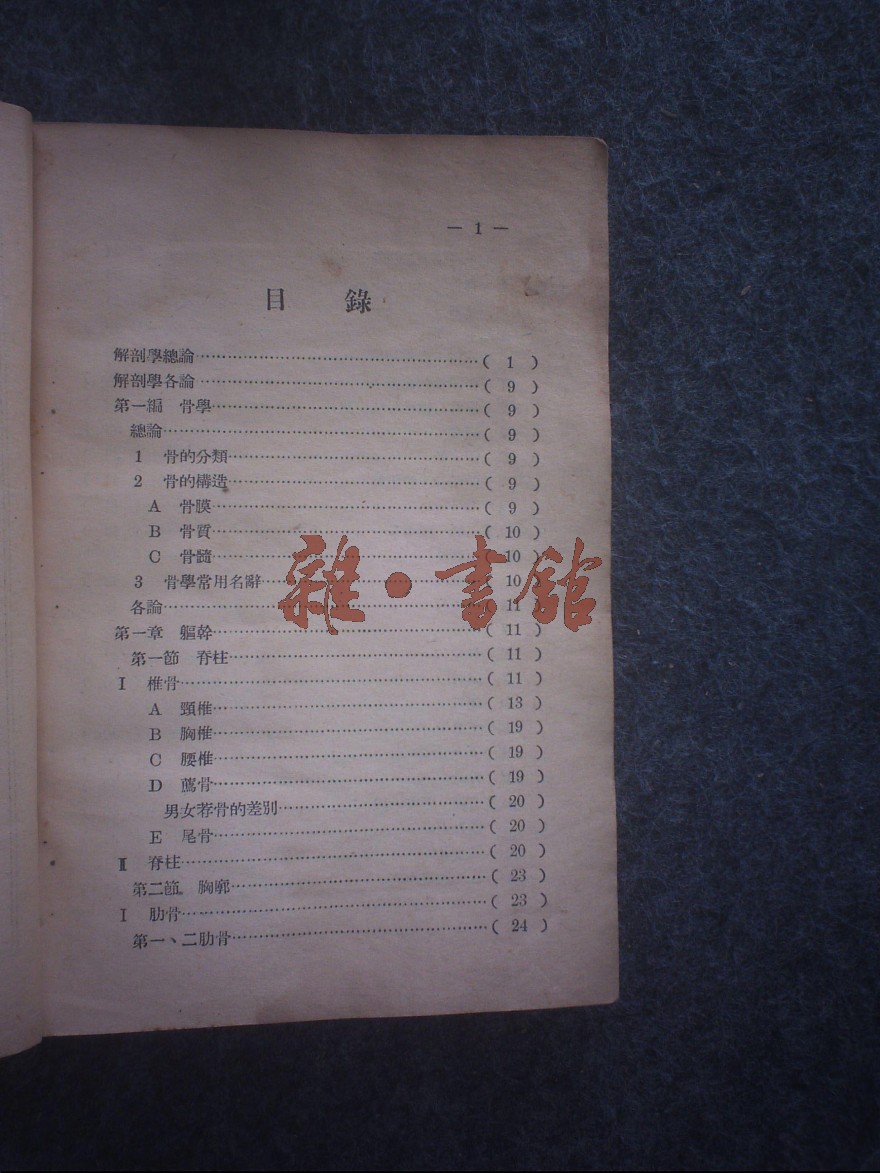 — 1 —
目 錄
解剖學總論………………………………………( 1 )
解剖學各論………………………………………( 9 )
第一編 骨學……………………………………( 9 )
總論………………………………………………( 9 )
1 骨的分類……………………………………( 9 )
2 骨的構造……………………………………( 9 )
A 骨膜………………………………………( 9 )
B 骨質………………………………………( 10 )
C 骨髓………………………………………( 10 )
3 骨學常用名辭………………………………( 10 )
各論………………………………………………( 11 )
第一章 軀幹……………………………………( 11 )
第一節 脊柱……………………………………( 11 )
I 椎骨…………………………………………( 11 )
A 頸椎………………………………………( 13 )
B 胸椎………………………………………( 19 )
C 腰椎………………………………………( 19 )
D 薦骨………………………………………( 19 )
男女荐骨的差別……………………………( 20 )
E 尾骨………………………………………( 20 )
II 脊柱…………………………………………( 20 )
第二節 胸廓……………………………………( 23 )
I 肋骨…………………………………………( 23 )
第一、二肋骨…………………………………( 24 )
雜·書館